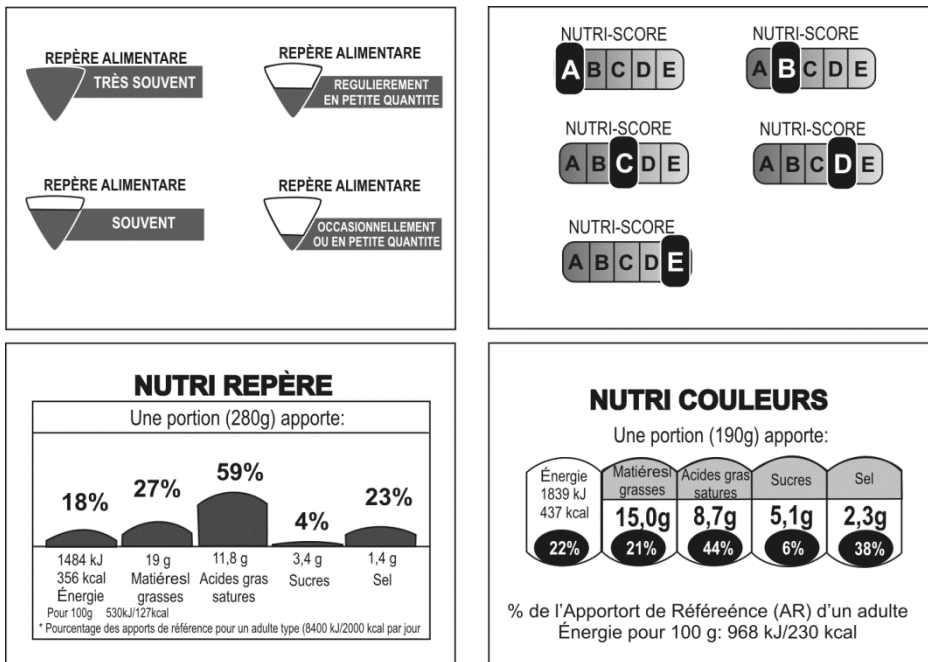 REPÈRE ALIMENTARE
TRÈS SOUVENT
REPÈRE ALIMENTARE
REGULIEREMENT
EN PETITE QUANTITE
REPÈRE ALIMENTARE
SOUVENT
REPÈRE ALIMENTARE
OCCASIONNELLEMENT
OU EN PETITE QUANTITE
NUTRI-SCORE
A B C D E
NUTRI-SCORE
A B C D E
NUTRI-SCORE
A B C D E
NUTRI-SCORE
A B C D E
NUTRI-SCORE
A B C D E
NUTRI REPÈRE
Une portion (280g) apporte:
18% 27% 59% 4% 23%
1484 kJ 19 g 11,8 g 3,4 g 1,4 g
356 kcal Matiéresl Acides gras Sucres Sel
Énergie grasses satures
Pour 100g 530kJ/127kcal
* Pourcentage des apports de référence pour un adulte type (8400 kJ/2000 kcal par jour
NUTRI COULEURS
Une portion (190g) apporte:
Énergie Matiéresl Acides gras Sucres Sel
1839 kJ grasses satures
437 kcal 15,0g 8,7g 5,1g 2,3g
22% 21% 44% 6% 38%
% de l'Apportort de Référeénce (AR) d'un adulte
Énergie pour 100 g: 968 kJ/230 kcal